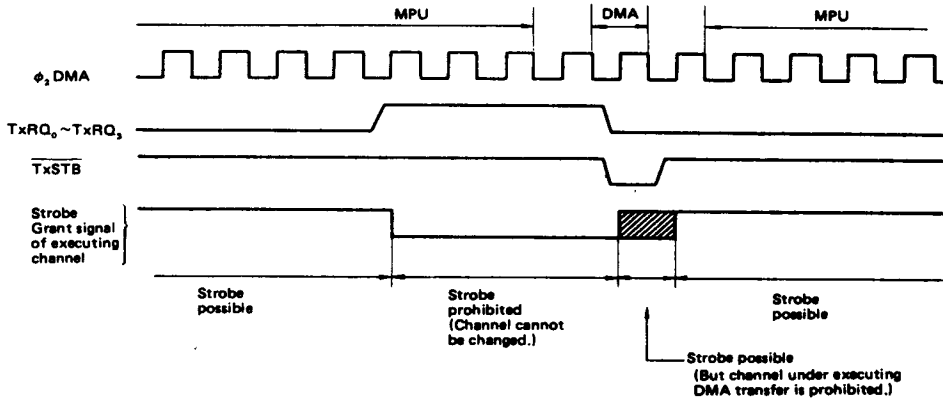 MPU DMA MPU
φ₂ DMA
TxRQ₀ ~ TxRQ₃
TxSTB
Strobe
Grant signal
of executing
channel
Strobe
possible
Strobe
prohibited
(Channel cannot
be changed.)
Strobe
possible
Strobe possible
(But channel under executing
DMA transfer is prohibited.)